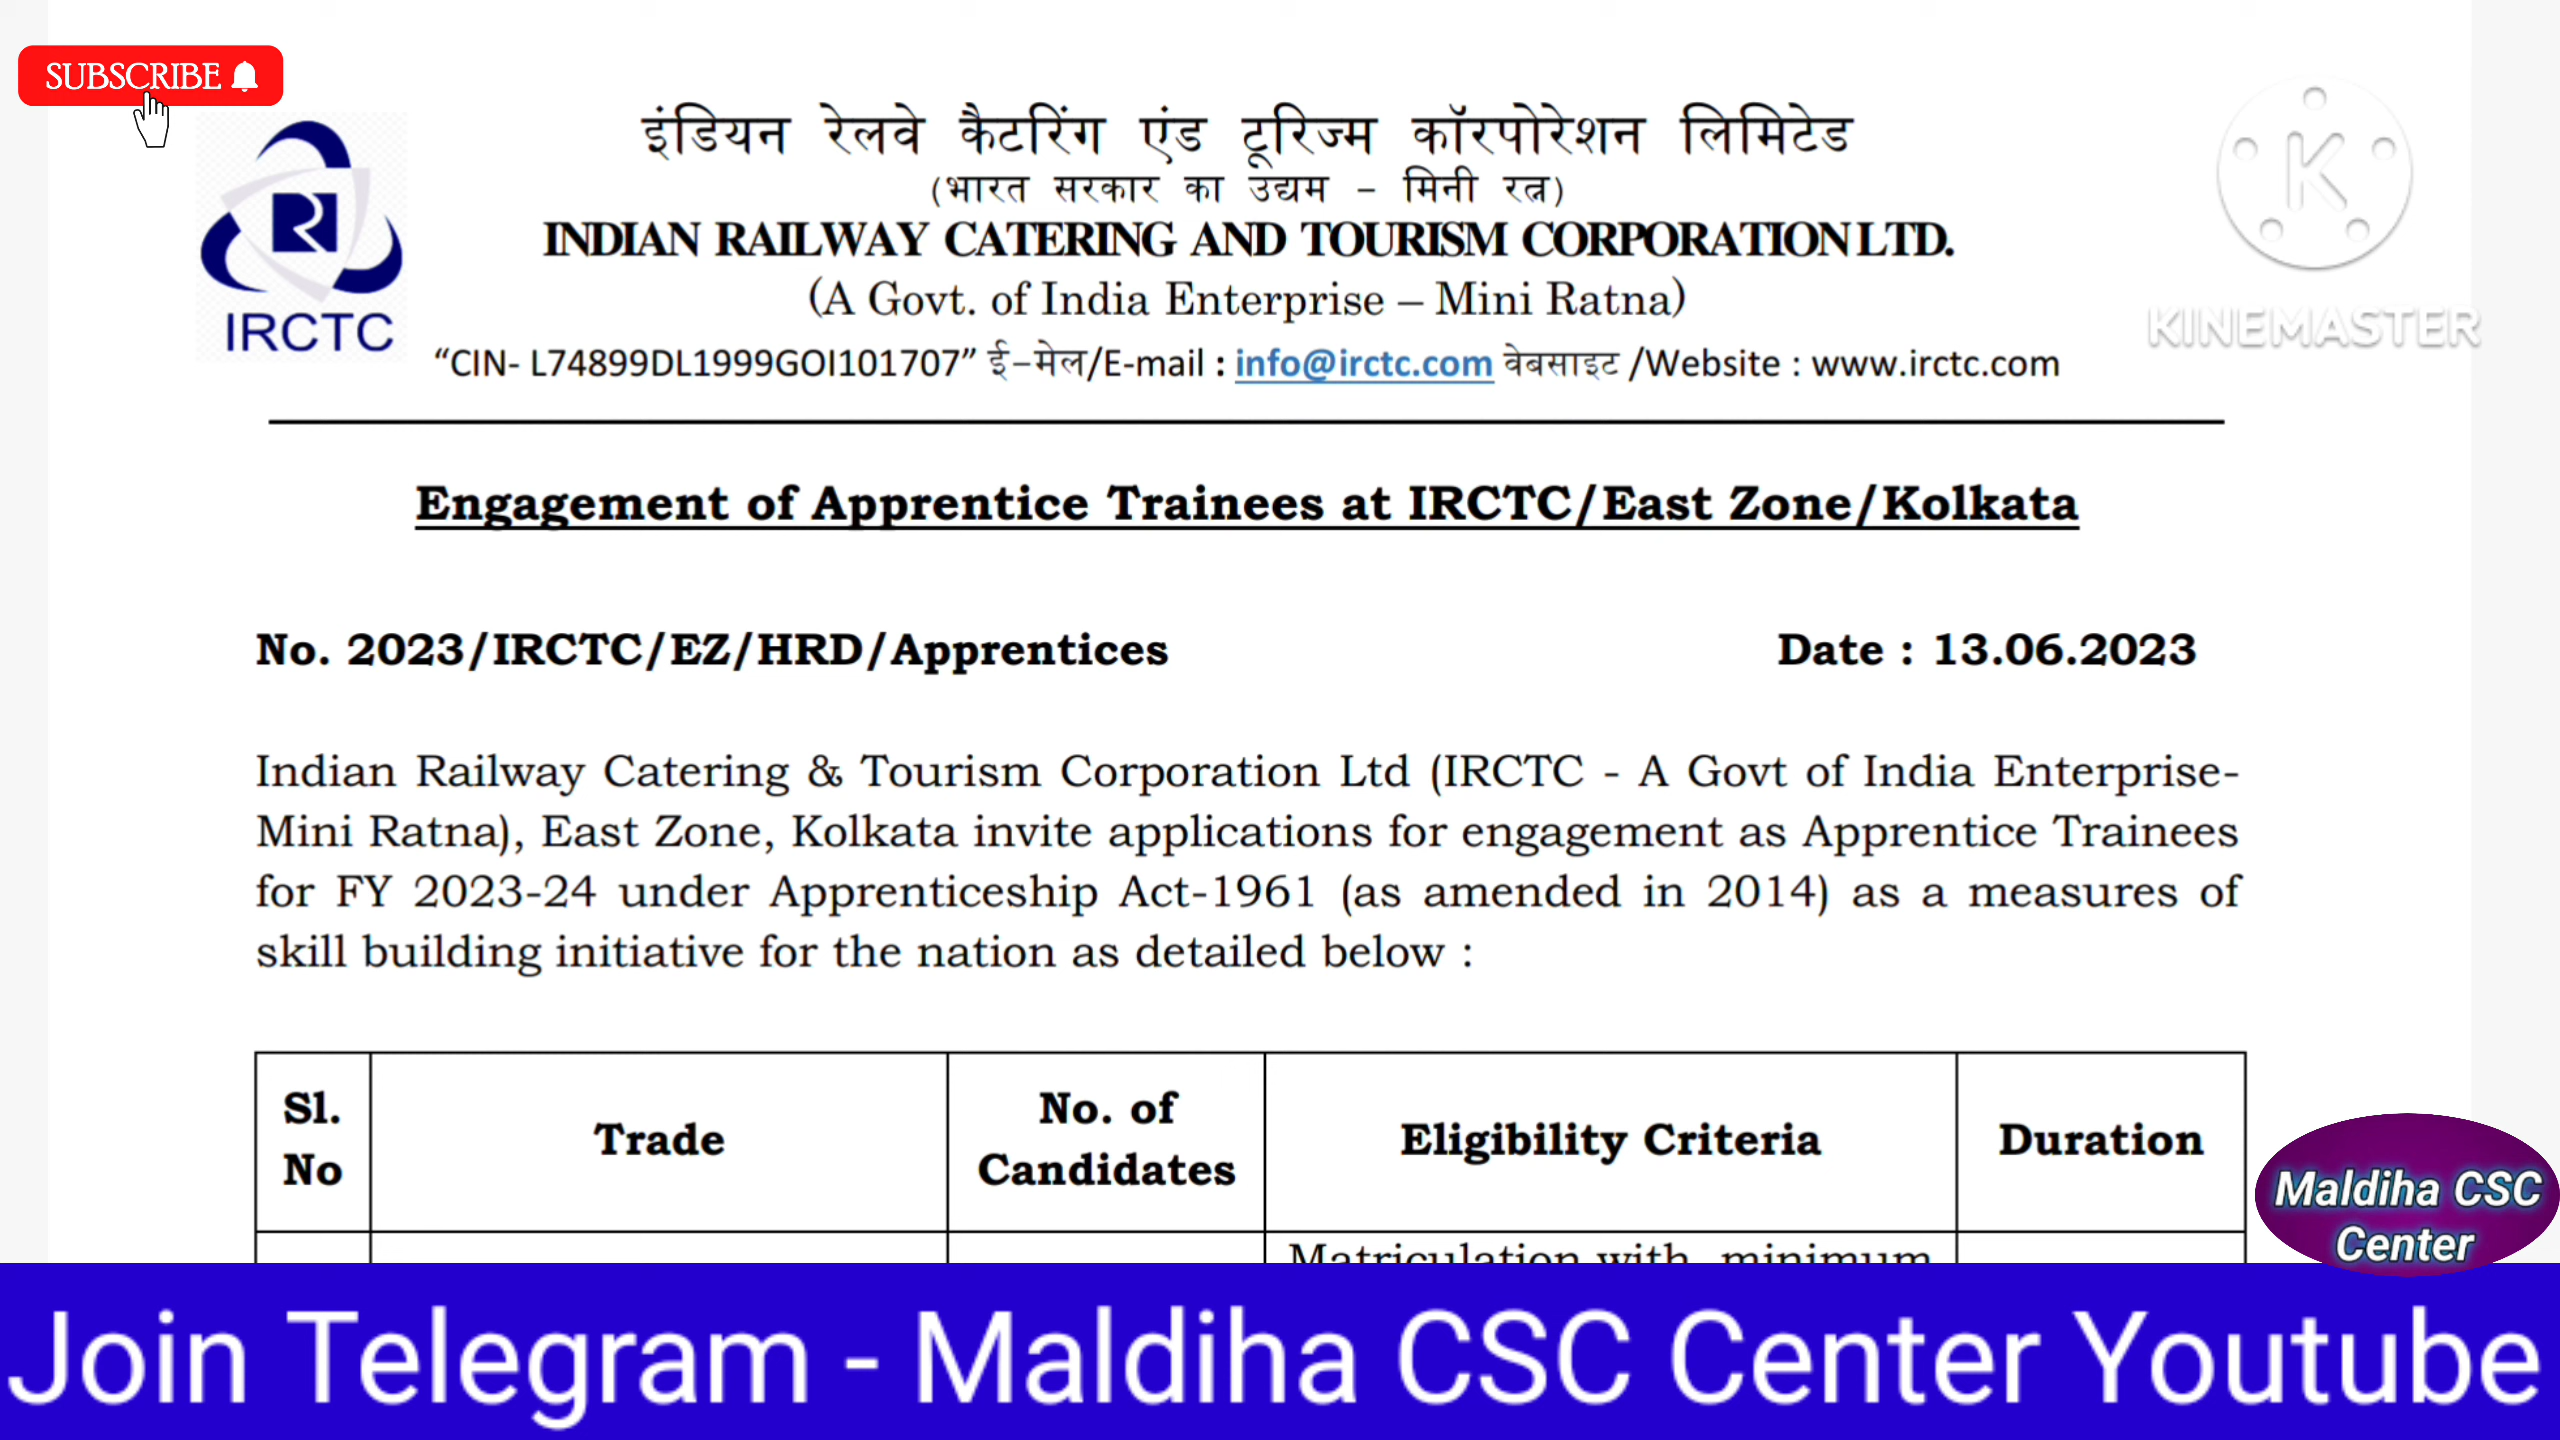 SUBSCRIBE
इंडियन रेलवे कैटरिंग एंड टूरिज्म कॉरपोरेशन लिमिटेड
(भारत सरकार का उद्यम - मिनी रत्न)
INDIAN RAILWAY CATERING AND TOURISM CORPORATION LTD.
(A Govt. of India Enterprise – Mini Ratna)
IRCTC
“CIN- L74899DL1999GOI101707” ई-मेल/E-mail : info@irctc.com वेबसाइट /Website : www.irctc.com
K
KINEMASTER
Engagement of Apprentice Trainees at IRCTC/East Zone/Kolkata
No. 2023/IRCTC/EZ/HRD/Apprentices Date : 13.06.2023
Indian Railway Catering & Tourism Corporation Ltd (IRCTC - A Govt of India Enterprise-
Mini Ratna), East Zone, Kolkata invite applications for engagement as Apprentice Trainees
for FY 2023-24 under Apprenticeship Act-1961 (as amended in 2014) as a measures of
skill building initiative for the nation as detailed below :
Sl. No Trade No. of Candidates Eligibility Criteria Duration
Matriculation with minimum
Maldiha CSC
Center
Join Telegram - Maldiha CSC Center Youtube